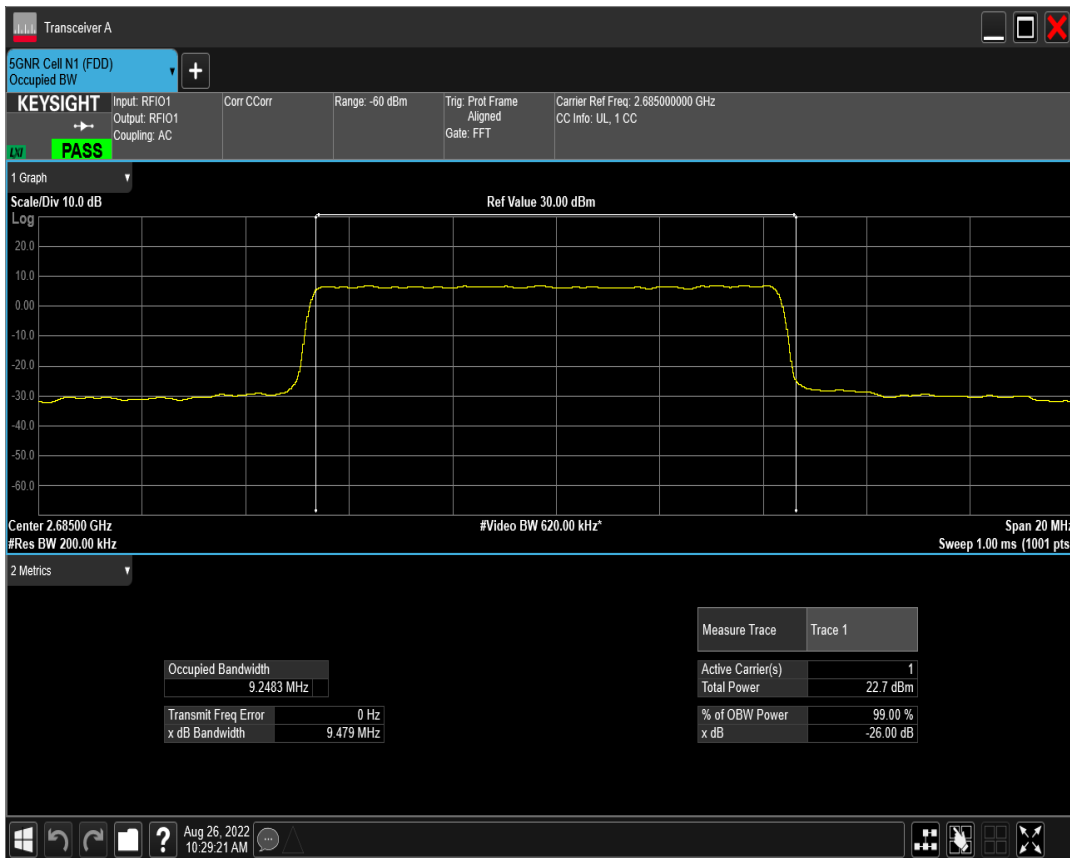 Transceiver A
5GNR Cell N1 (FDD)
Occupied BW
+
KEYSIGHT
LXI
PASS
Input: RFIO1
Output: RFIO1
Coupling: AC
Corr CCorr
Range: -60 dBm
Trig: Prot Frame
Aligned
Gate: FFT
Carrier Ref Freq: 2.685000000 GHz
CC Info: UL, 1 CC
1 Graph
Scale/Div 10.0 dB
Ref Value 30.00 dBm
Log
20.0
10.0
0.00
-10.0
-20.0
-30.0
-40.0
-50.0
-60.0
Center 2.68500 GHz
#Video BW 620.00 kHz*
Span 20 MHz
#Res BW 200.00 kHz
Sweep 1.00 ms (1001 pts
2 Metrics
Measure Trace Trace 1
Occupied Bandwidth
9.2483 MHz
Active Carrier(s) 1
Total Power 22.7 dBm
Transmit Freq Error 0 Hz
x dB Bandwidth 9.479 MHz
% of OBW Power 99.00 %
x dB -26.00 dB
?
Aug 26, 2022
10:29:21 AM